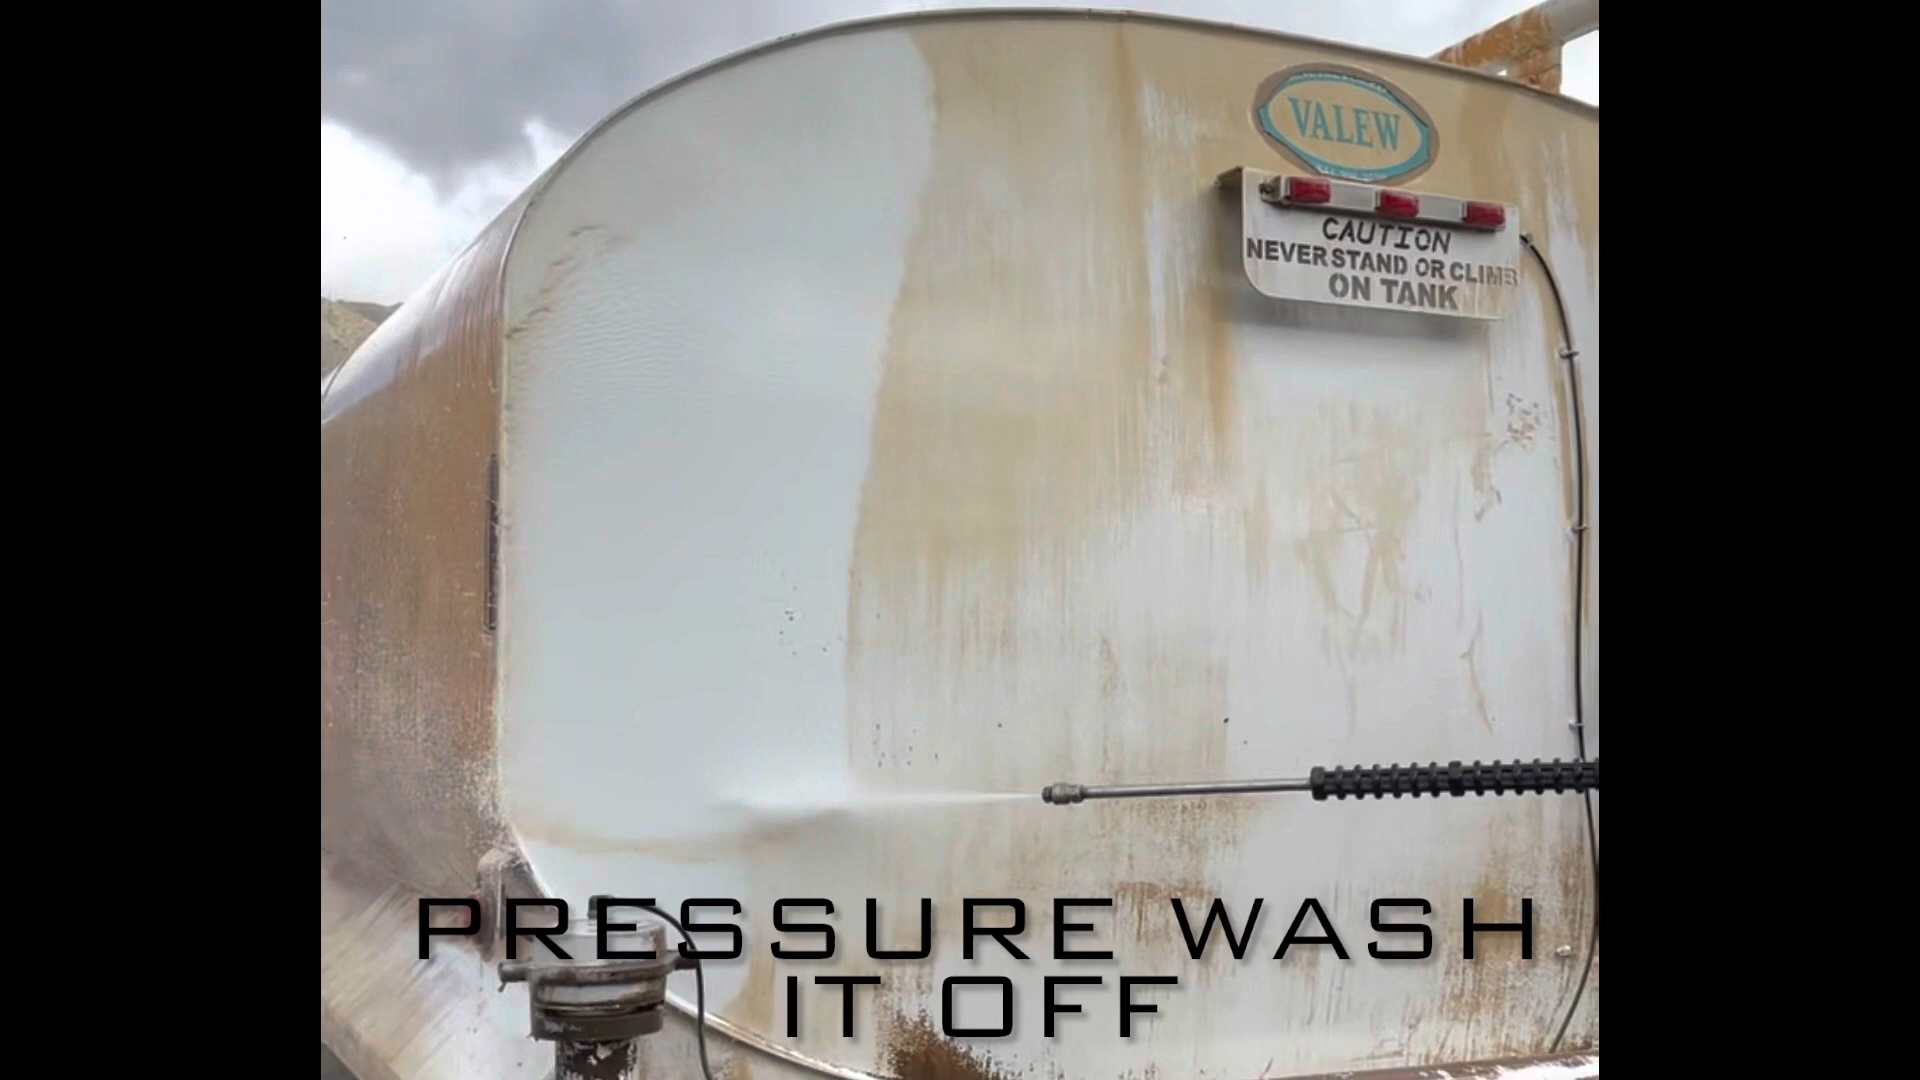 VALEW
CAUTION
NEVER STAND OR CLIMB
ON TANK
PRESSURE WASH
IT OFF